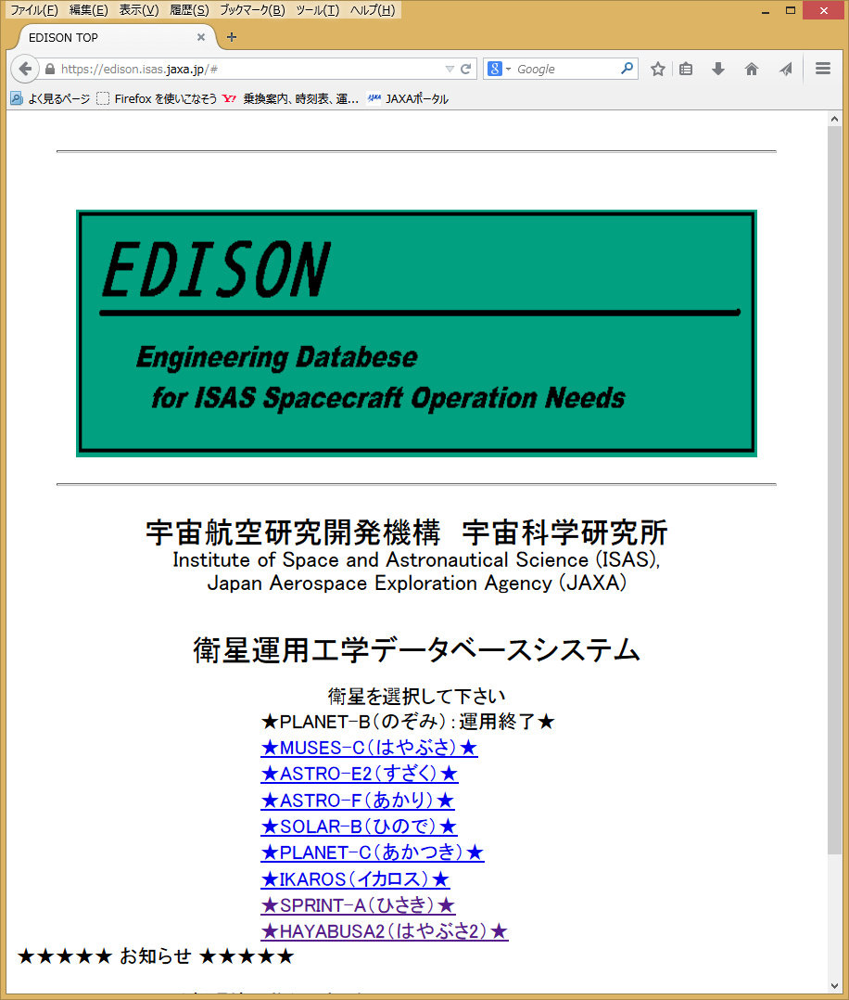 ファイル(F) 編集(E) 表示(V) 履歴(S) ブックマーク(B) ツール(T) ヘルプ(H)
EDISON TOP
https://edison.isas.jaxa.jp/#
Google
よく見るページ Firefox を使いこなそう 乗換案内、時刻表、運... JAXAポータル
EDISON
Engineering Databese
for ISAS Spacecraft Operation Needs
宇宙航空研究開発機構 宇宙科学研究所
Institute of Space and Astronautical Science (ISAS),
Japan Aerospace Exploration Agency (JAXA)
衛星運用工学データベースシステム
衛星を選択して下さい
★PLANET-B(のぞみ):運用終了★
★MUSES-C(はやぶさ)★
★ASTRO-E2(すざく)★
★ASTRO-F(あかり)★
★SOLAR-B(ひので)★
★PLANET-C(あかつき)★
★IKAROS(イカロス)★
★SPRINT-A(ひさき)★
★HAYABUSA2(はやぶさ2)★
★★★★★ お知らせ ★★★★★